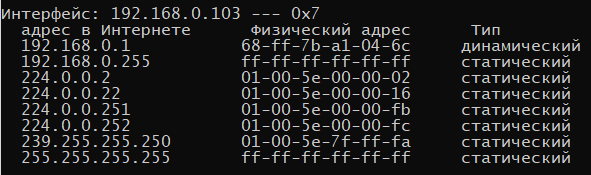 Интерфейс: 192.168.0.103 --- 0x7
адрес в Интернете Физический адрес Тип
192.168.0.1 68-ff-7b-a1-04-6c динамический
192.168.0.255 ff-ff-ff-ff-ff-ff статический
224.0.0.2 01-00-5e-00-00-02 статический
224.0.0.22 01-00-5e-00-00-16 статический
224.0.0.251 01-00-5e-00-00-fb статический
224.0.0.252 01-00-5e-00-00-fc статический
239.255.255.250 01-00-5e-7f-ff-fa статический
255.255.255.255 ff-ff-ff-ff-ff-ff статический